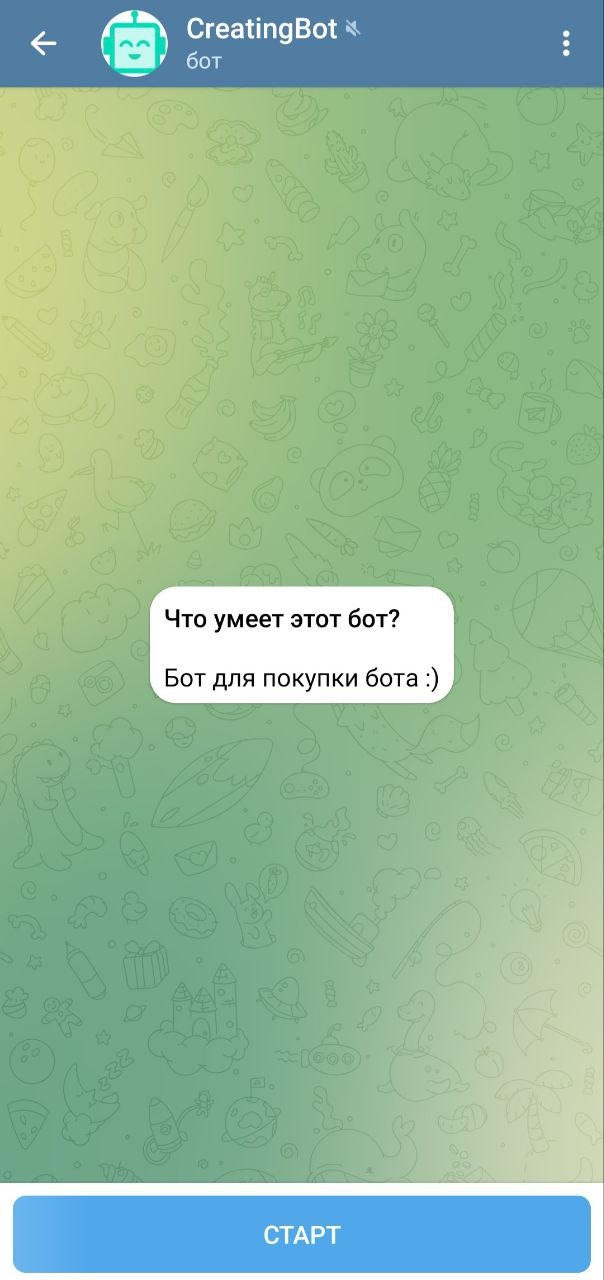 CreatingBot
бот
Что умеет этот бот?
Бот для покупки бота :)
СТАРТ